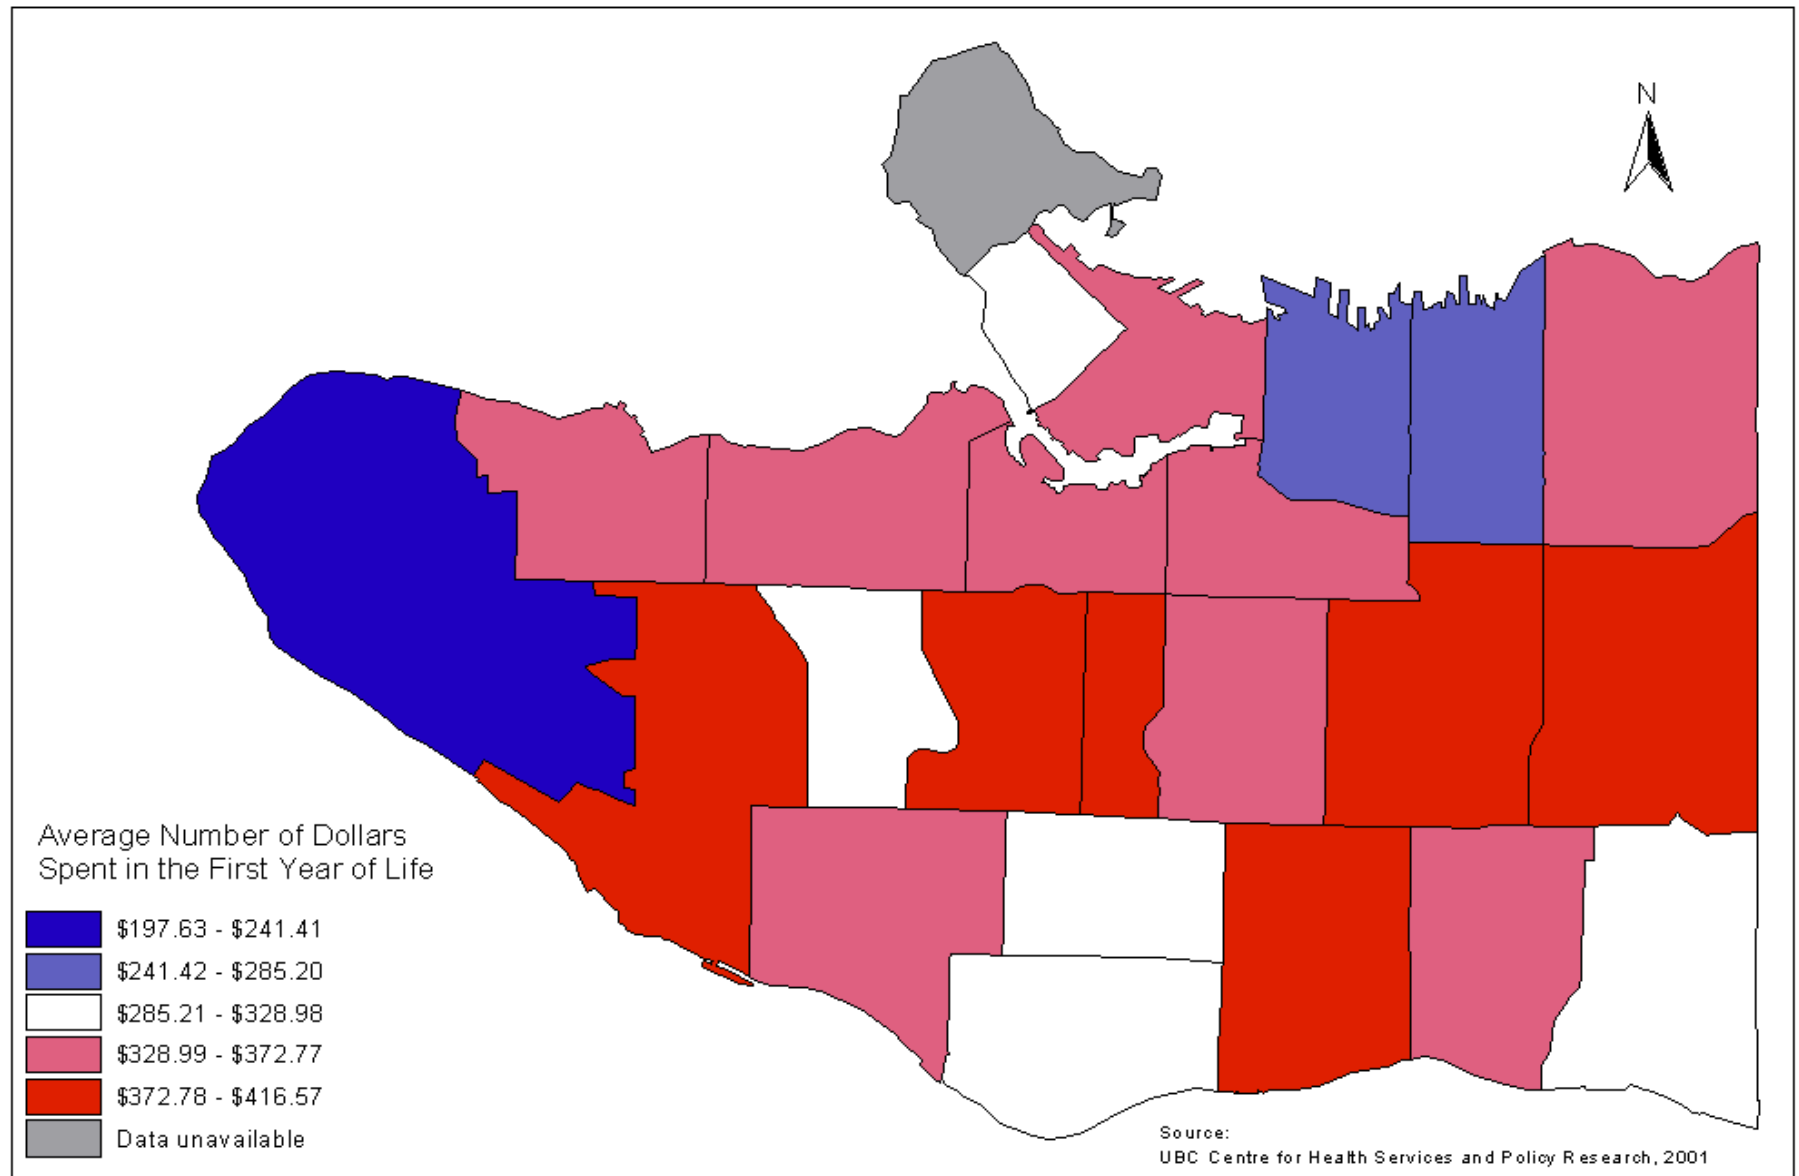 N
Average Number of Dollars
Spent in the First Year of Life
$197.63 - $241.41
$241.42 - $285.20
$285.21 - $328.98
$328.99 - $372.77
$372.78 - $416.57
Data unavailable
Source:
UBC Centre for Health Services and Policy Research, 2001